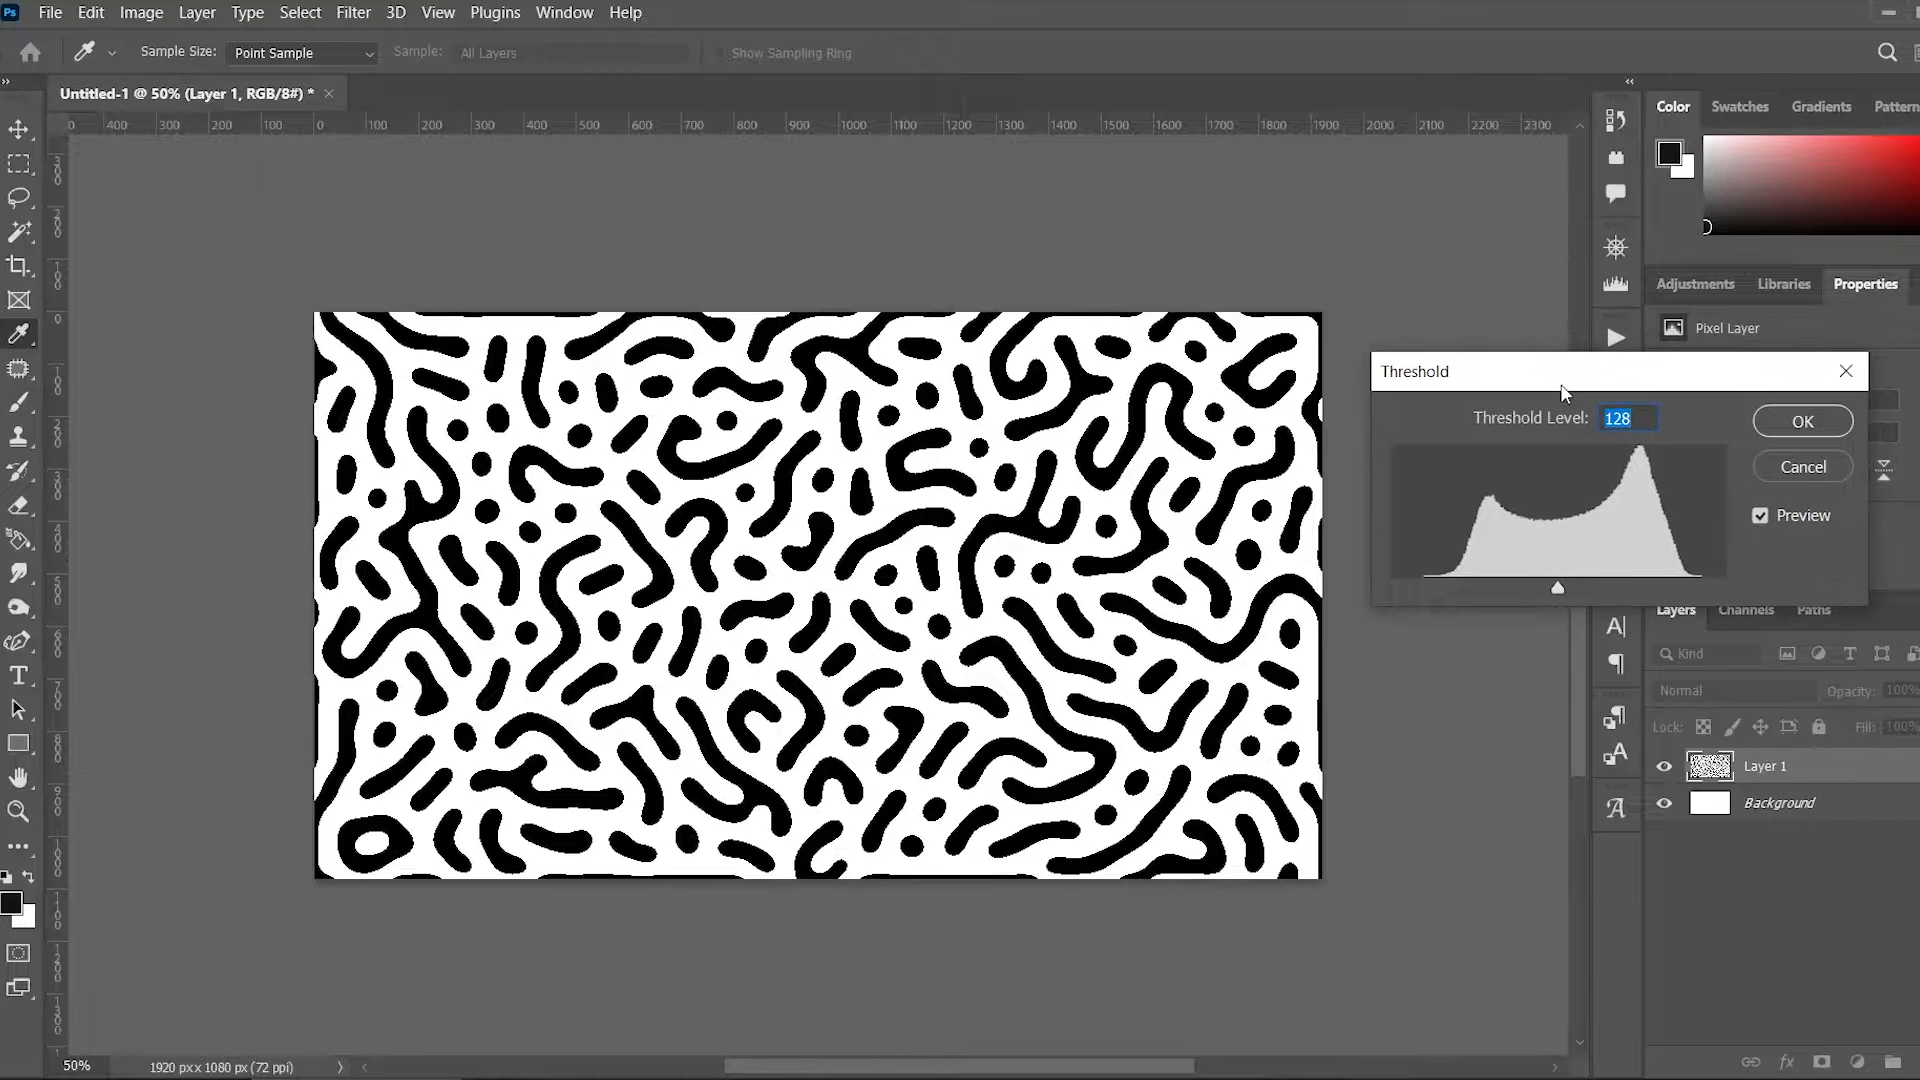 Ps File Edit Image Layer Type Select Filter 3D View Plugins Window Help
Sample Size: Point Sample Sample: All Layers Show Sampling Ring
Untitled-1 @ 50% (Layer 1, RGB/8#) *
0 400 300 200 100 0 100 200 300 400 500 600 700 800 900 1000 1100 1200 1300 1400 1500 1600 1700 1800 1900 2000 2100 2200 2300
Color Swatches Gradients Pattern
Adjustments Libraries Properties
Pixel Layer
Threshold
Threshold Level: 128
OK
Cancel
Preview
Layers Channels Paths
Kind
Normal Opacity: 100%
Lock: Fill: 100%
Layer 1
Background
50% 1920 px x 1080 px (72 ppi)